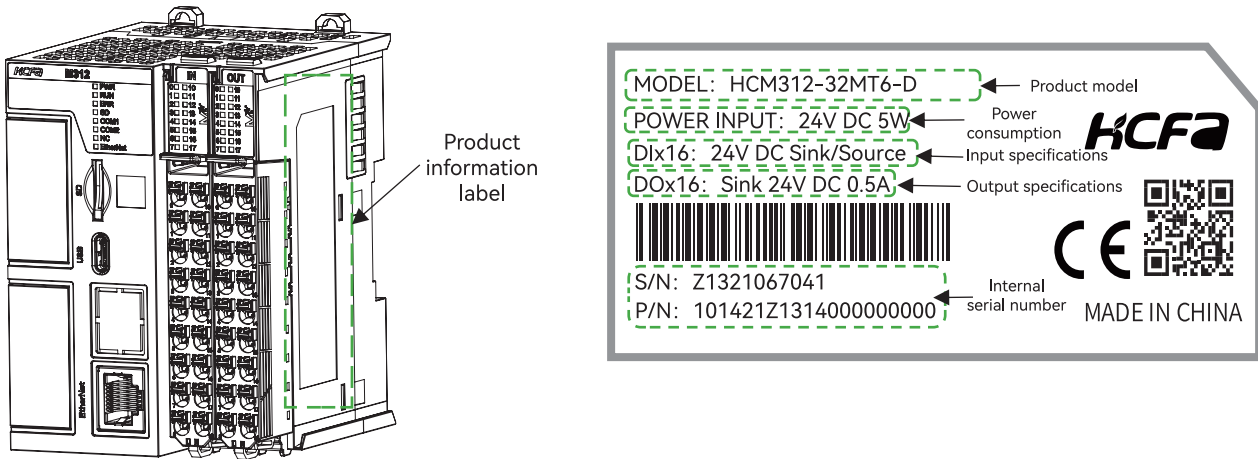 HCFA
M312
PWR
RUN
ERR
SD
COM1
COM2
NC
EtherNet
IN
OUT
SD
USB
EtherNet
Product
information
label
MODEL: HCM312-32MT6-D
Product model
POWER INPUT: 24V DC 5W
Power
consumption
DIx16: 24V DC Sink/Source
Input specifications
DOx16: Sink 24V DC 0.5A
Output specifications
HCFA
CE
S/N: Z1321067041
P/N: 101421Z1314000000000
Internal
serial number
MADE IN CHINA